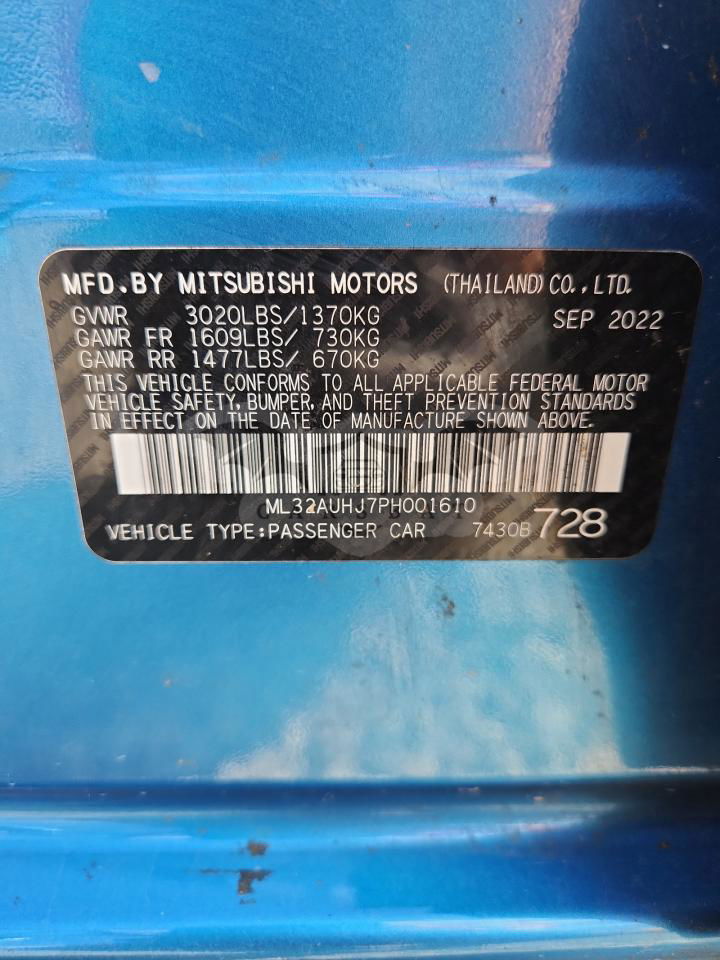 MFD.BY MITSUBISHI MOTORS (THAILAND)CO.,LTD.
GVWR 3020LBS/1370KG SEP 2022
GAWR FR 1609LBS/ 730KG
GAWR RR 1477LBS/ 670KG
THIS VEHICLE CONFORMS TO ALL APPLICABLE FEDERAL MOTOR
VEHICLE SAFETY, BUMPER, AND THEFT PREVENTION STANDARDS
IN EFFECT ON THE DATE OF MANUFACTURE SHOWN ABOVE.
ML32AUHJ7PH001610
VEHICLE TYPE:PASSENGER CAR 7430B 728